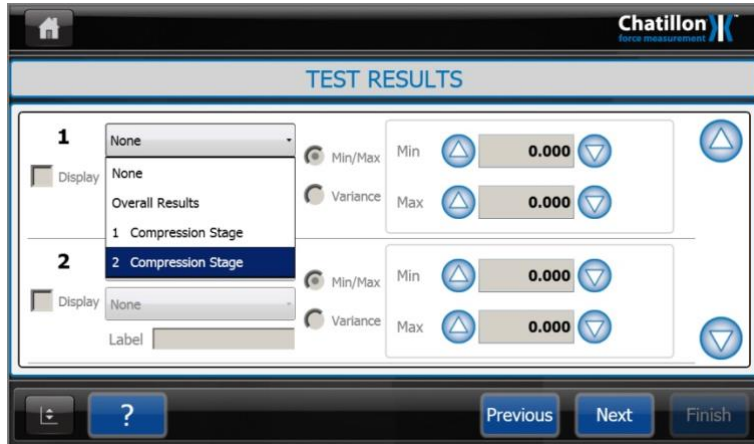 Chatillon
force measurement
TEST RESULTS
1
None
Display
None
Overall Results
1 Compression Stage
2 Compression Stage
Min/Max
Variance
Min
0.000
Max
0.000
2
Display
None
Label
Min/Max
Variance
Min
0.000
Max
0.000
?
Previous
Next
Finish